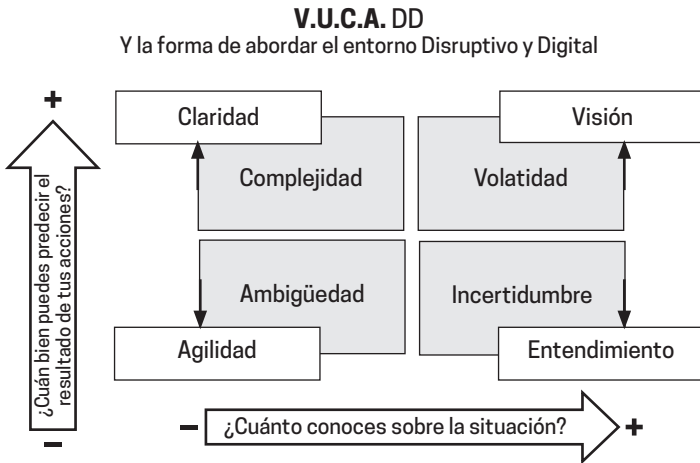 V.U.C.A. DD
Y la forma de abordar el entorno Disruptivo y Digital
+
Claridad
Visión
Complejidad
Volatidad
¿Cuán bien puedes predecir el
resultado de tus acciones?
Ambigüedad
Incertidumbre
Agilidad
Entendimiento
–
– ¿Cuánto conoces sobre la situación? +